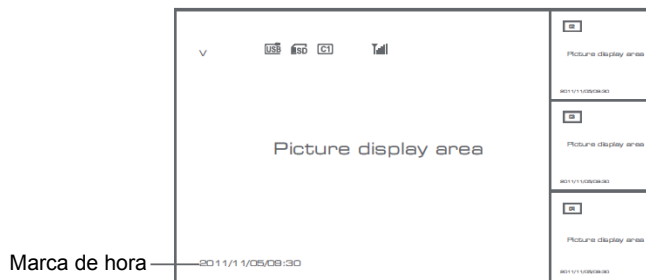 V USB SD C1
Picture display area
2011/11/05/08:30
Picture display area
2011/11/05/08:30
Picture display area
2011/11/05/08:30
Picture display area
2011/11/05/08:30
Marca de hora